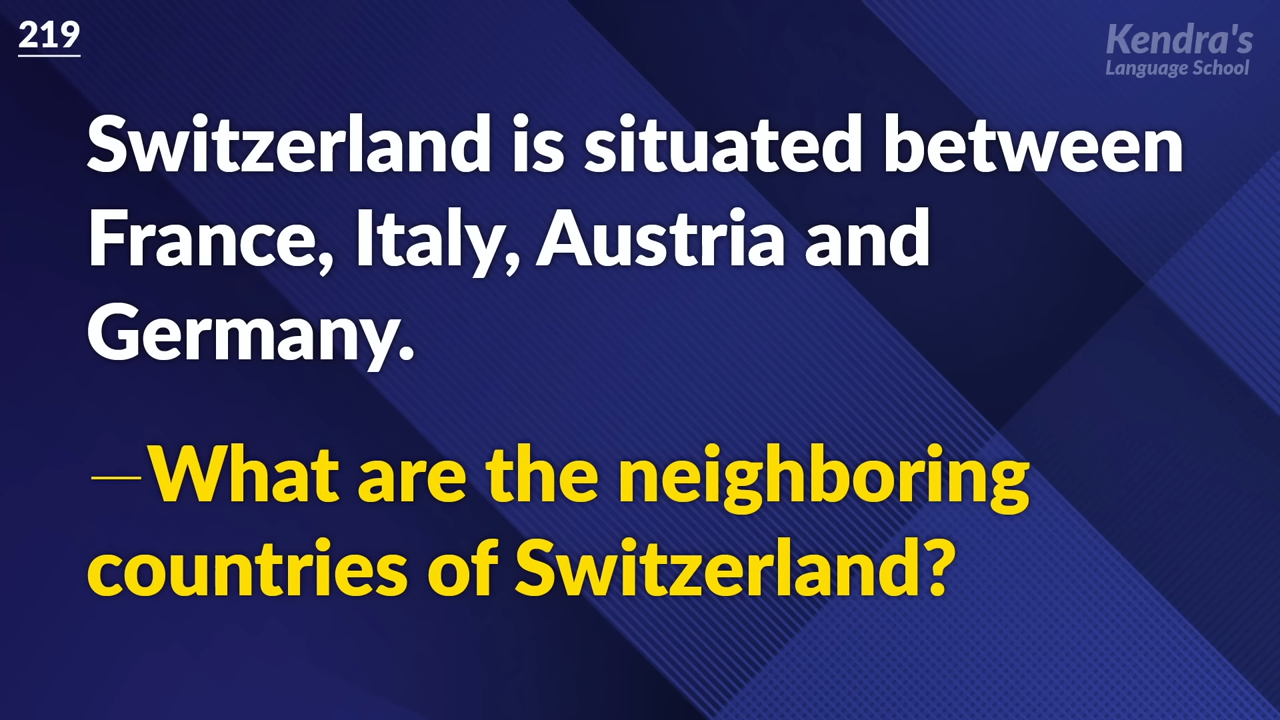 219
Kendra's
Language School
Switzerland is situated between
France, Italy, Austria and
Germany.
—What are the neighboring
countries of Switzerland?